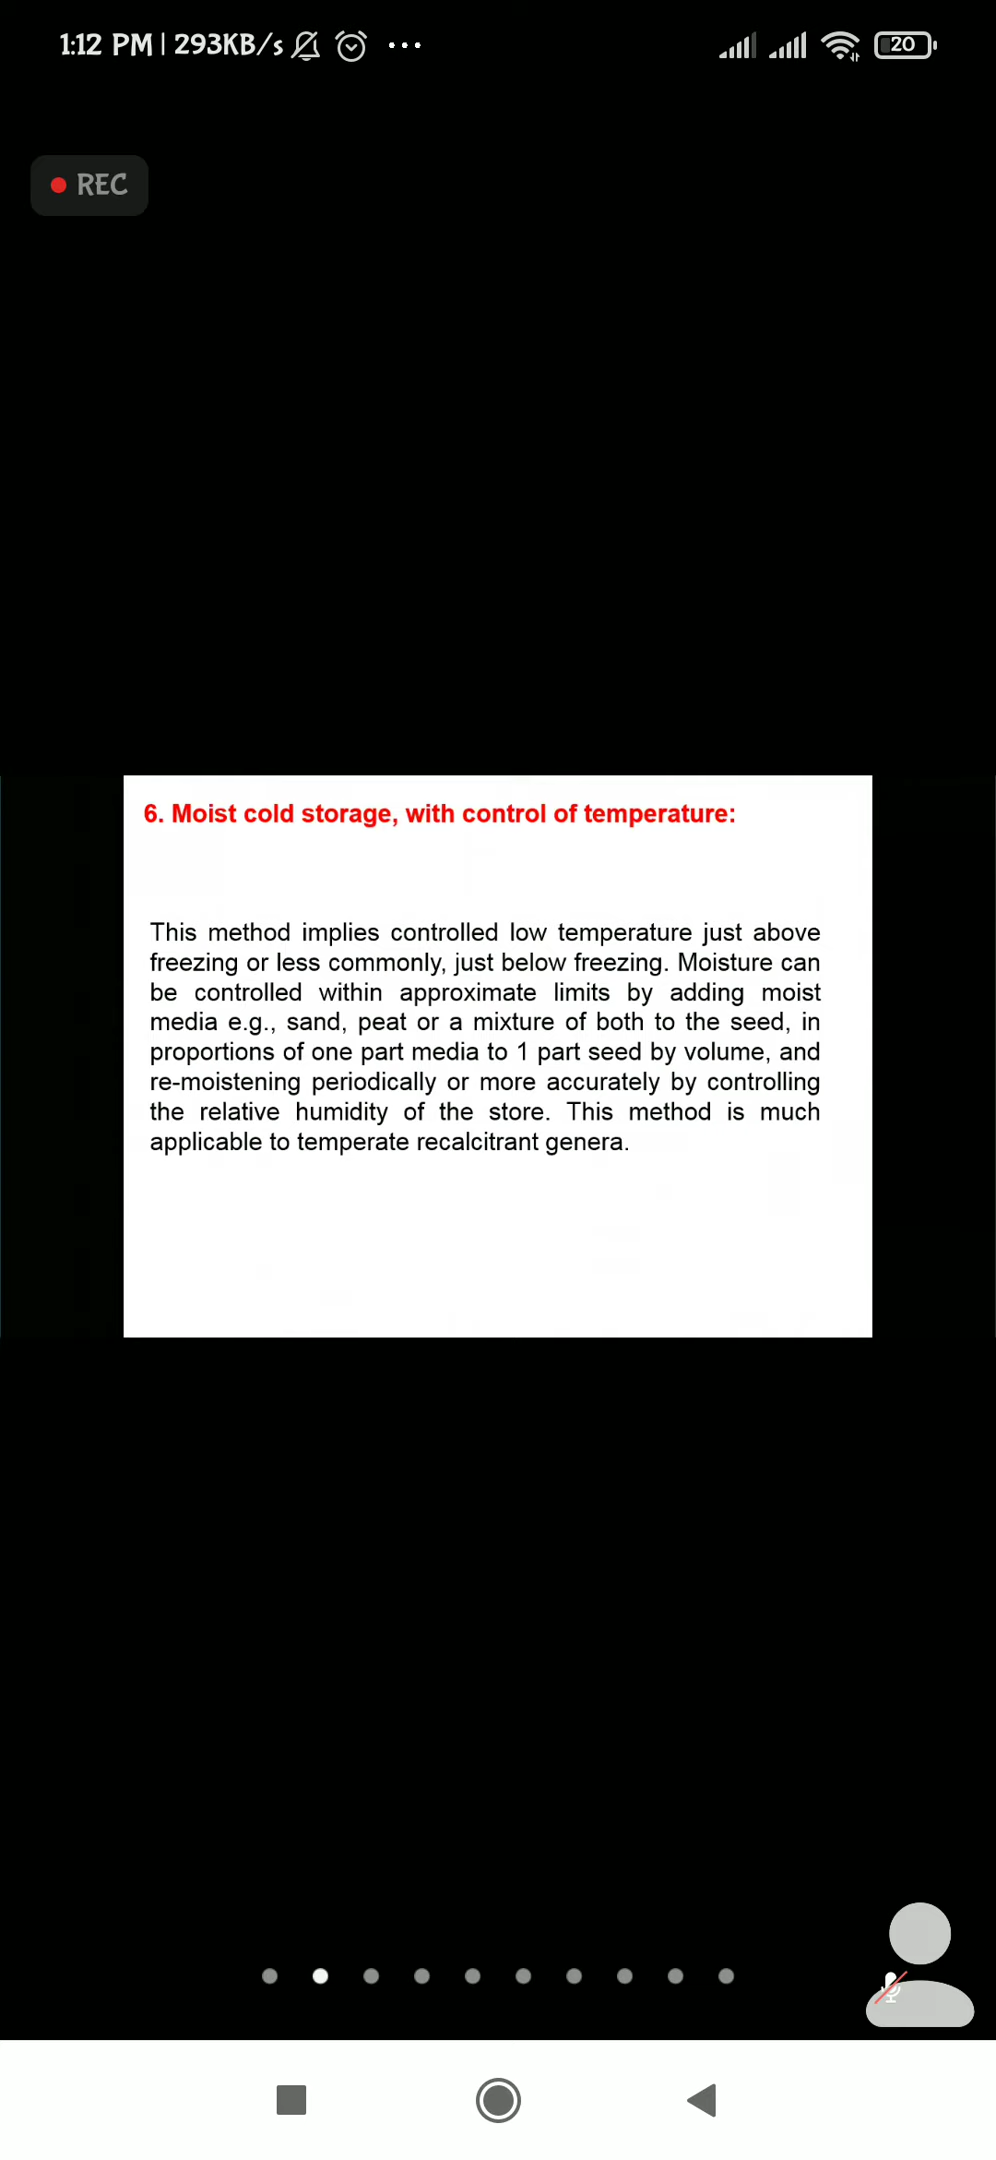 1:12 PM | 293KB/s ... 20
REC
6. Moist cold storage, with control of temperature:
This method implies controlled low temperature just above
freezing or less commonly, just below freezing. Moisture can
be controlled within approximate limits by adding moist
media e.g., sand, peat or a mixture of both to the seed, in
proportions of one part media to 1 part seed by volume, and
re-moistening periodically or more accurately by controlling
the relative humidity of the store. This method is much
applicable to temperate recalcitrant genera.